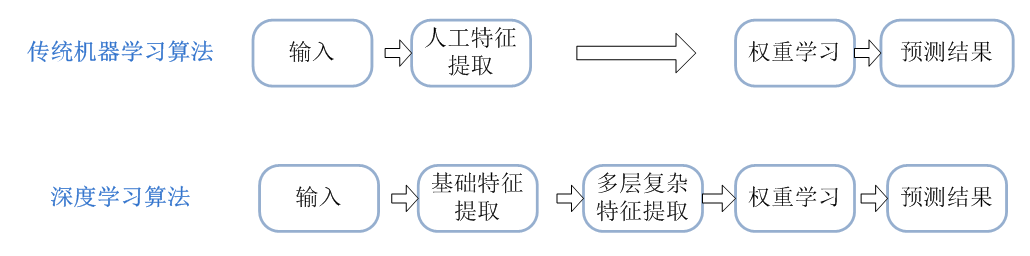 传统机器学习算法
输入
人工特征
提取
权重学习
预测结果
深度学习算法
输入
基础特征
提取
多层复杂
特征提取
权重学习
预测结果